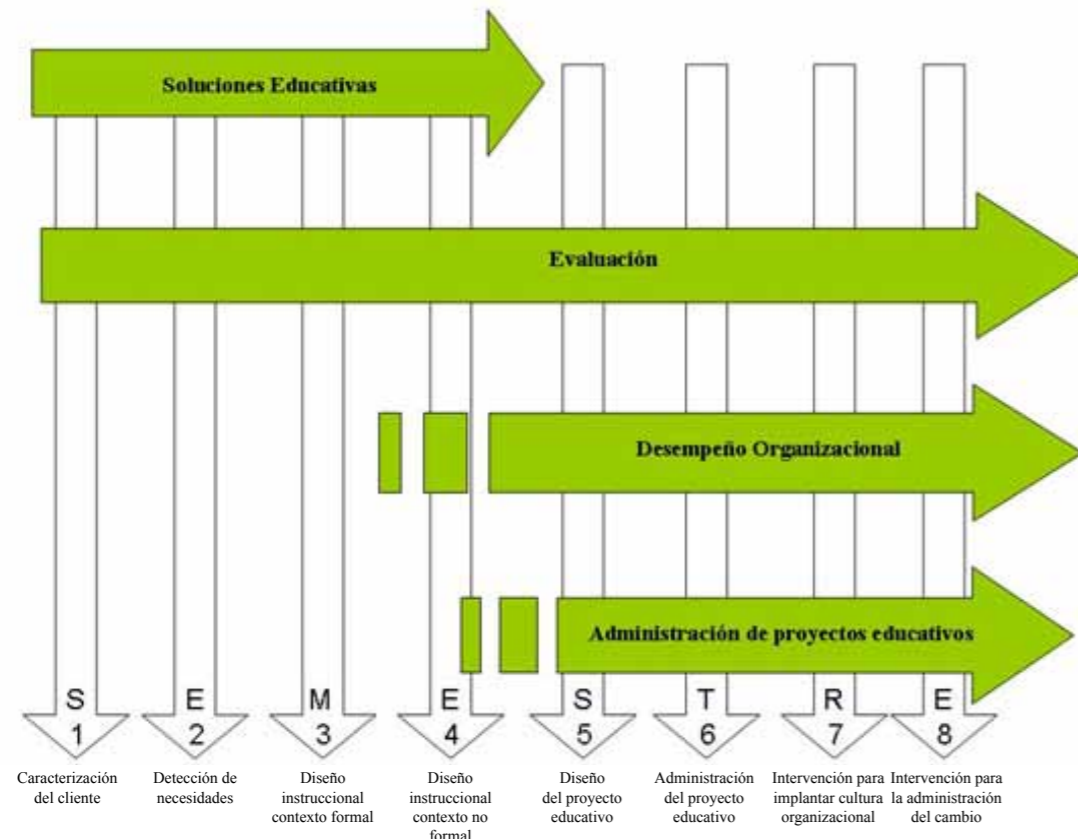 Soluciones Educativas
Evaluación
Desempeño Organizacional
Administración de proyectos educativos
S E M E S T R E
1 2 3 4 5 6 7 8
Caracterización
del cliente
Detección de
necesidades
Diseño
instruccional
contexto formal
Diseño
instruccional
contexto no
formal
Diseño
del proyecto
educativo
Administración
del proyecto
educativo
Intervención para
implantar cultura
organizacional
Intervención para
la administración
del cambio